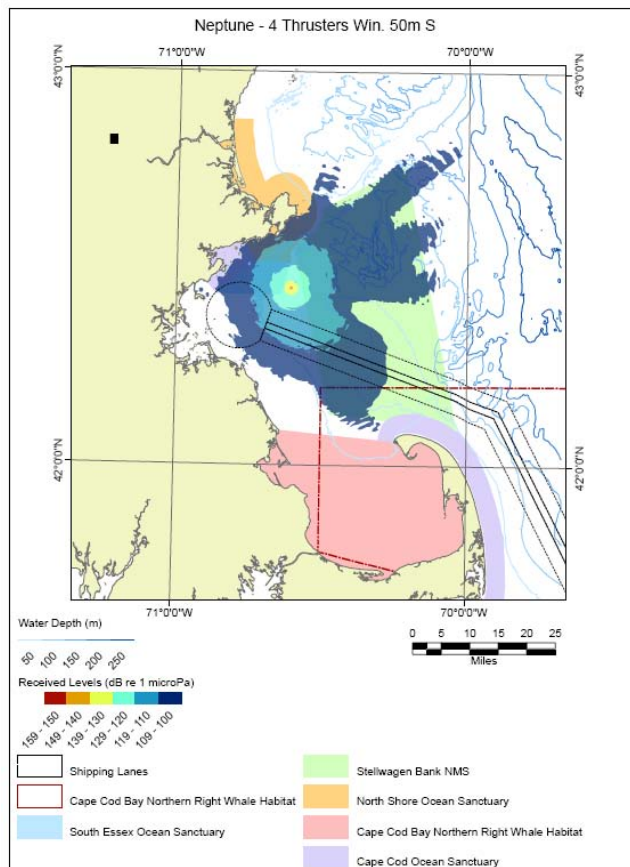 Neptune - 4 Thrusters Win. 50m S
71°0'0"W 70°0'0"W
43°0'0"N 43°0'0"N
42°0'0"N 42°0'0"N
71°0'0"W 70°0'0"W
Water Depth (m)
50 100 150 200 250
0 5 10 15 20 25
Miles
Received Levels (dB re 1 microPa)
159 - 150 149 - 140 139 - 130 129 - 120 119 - 110 109 - 100
Shipping Lanes
Stellwagen Bank NMS
Cape Cod Bay Northern Right Whale Habitat
North Shore Ocean Sanctuary
South Essex Ocean Sanctuary
Cape Cod Bay Northern Right Whale Habitat
Cape Cod Ocean Sanctuary